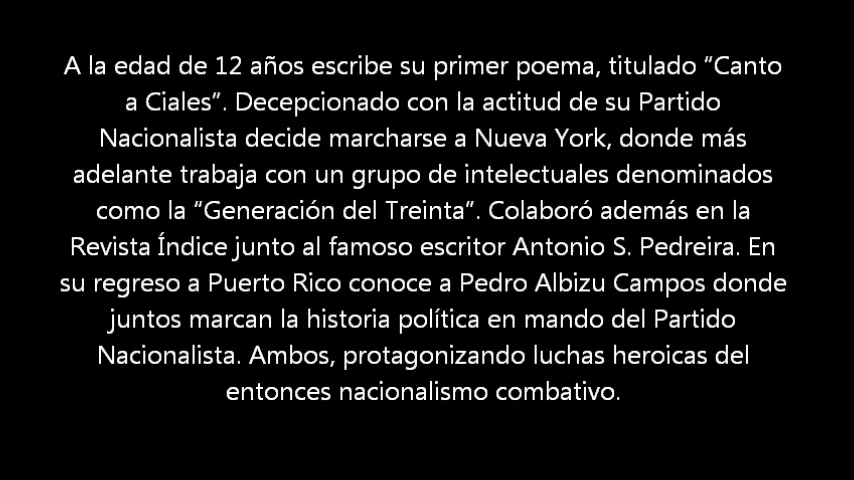 A la edad de 12 años escribe su primer poema, titulado “Canto
a Ciales”. Decepcionado con la actitud de su Partido
Nacionalista decide marcharse a Nueva York, donde más
adelante trabaja con un grupo de intelectuales denominados
como la “Generación del Treinta”. Colaboró además en la
Revista Índice junto al famoso escritor Antonio S. Pedreira. En
su regreso a Puerto Rico conoce a Pedro Albizu Campos donde
juntos marcan la historia política en mando del Partido
Nacionalista. Ambos, protagonizando luchas heroicas del
entonces nacionalismo combativo.